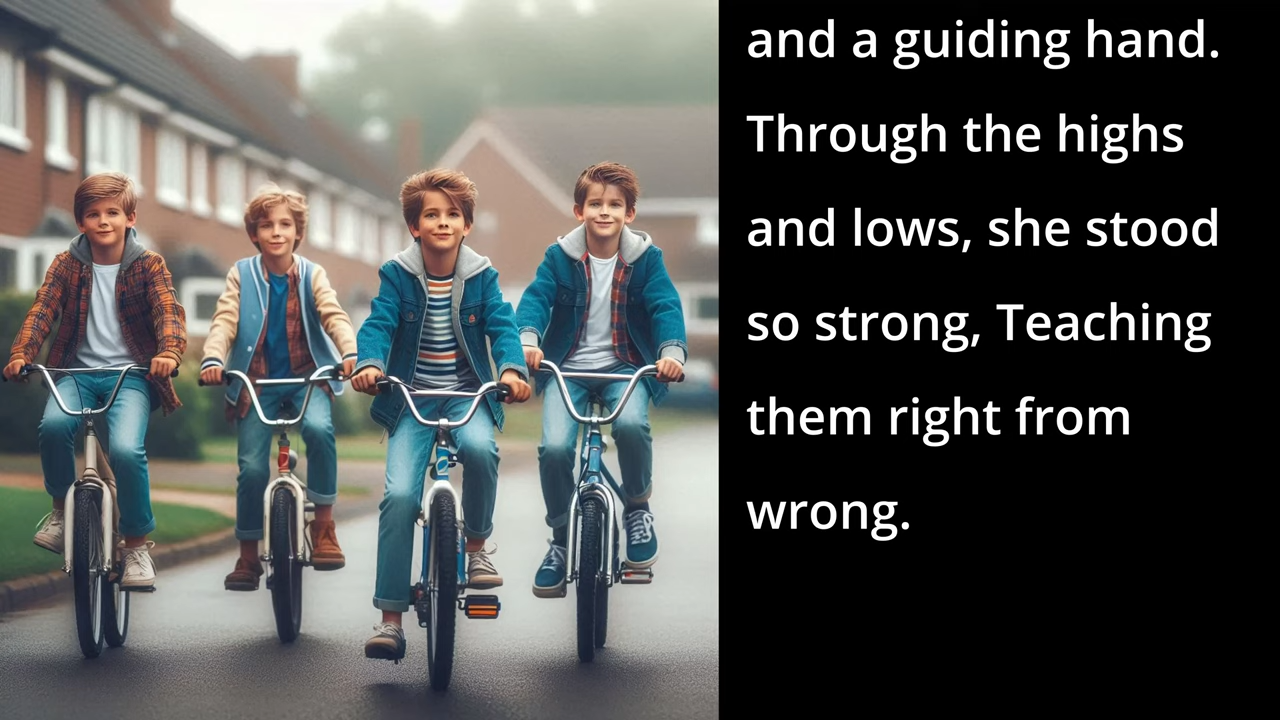 and a guiding hand.
Through the highs
and lows, she stood
so strong, Teaching
them right from
wrong.